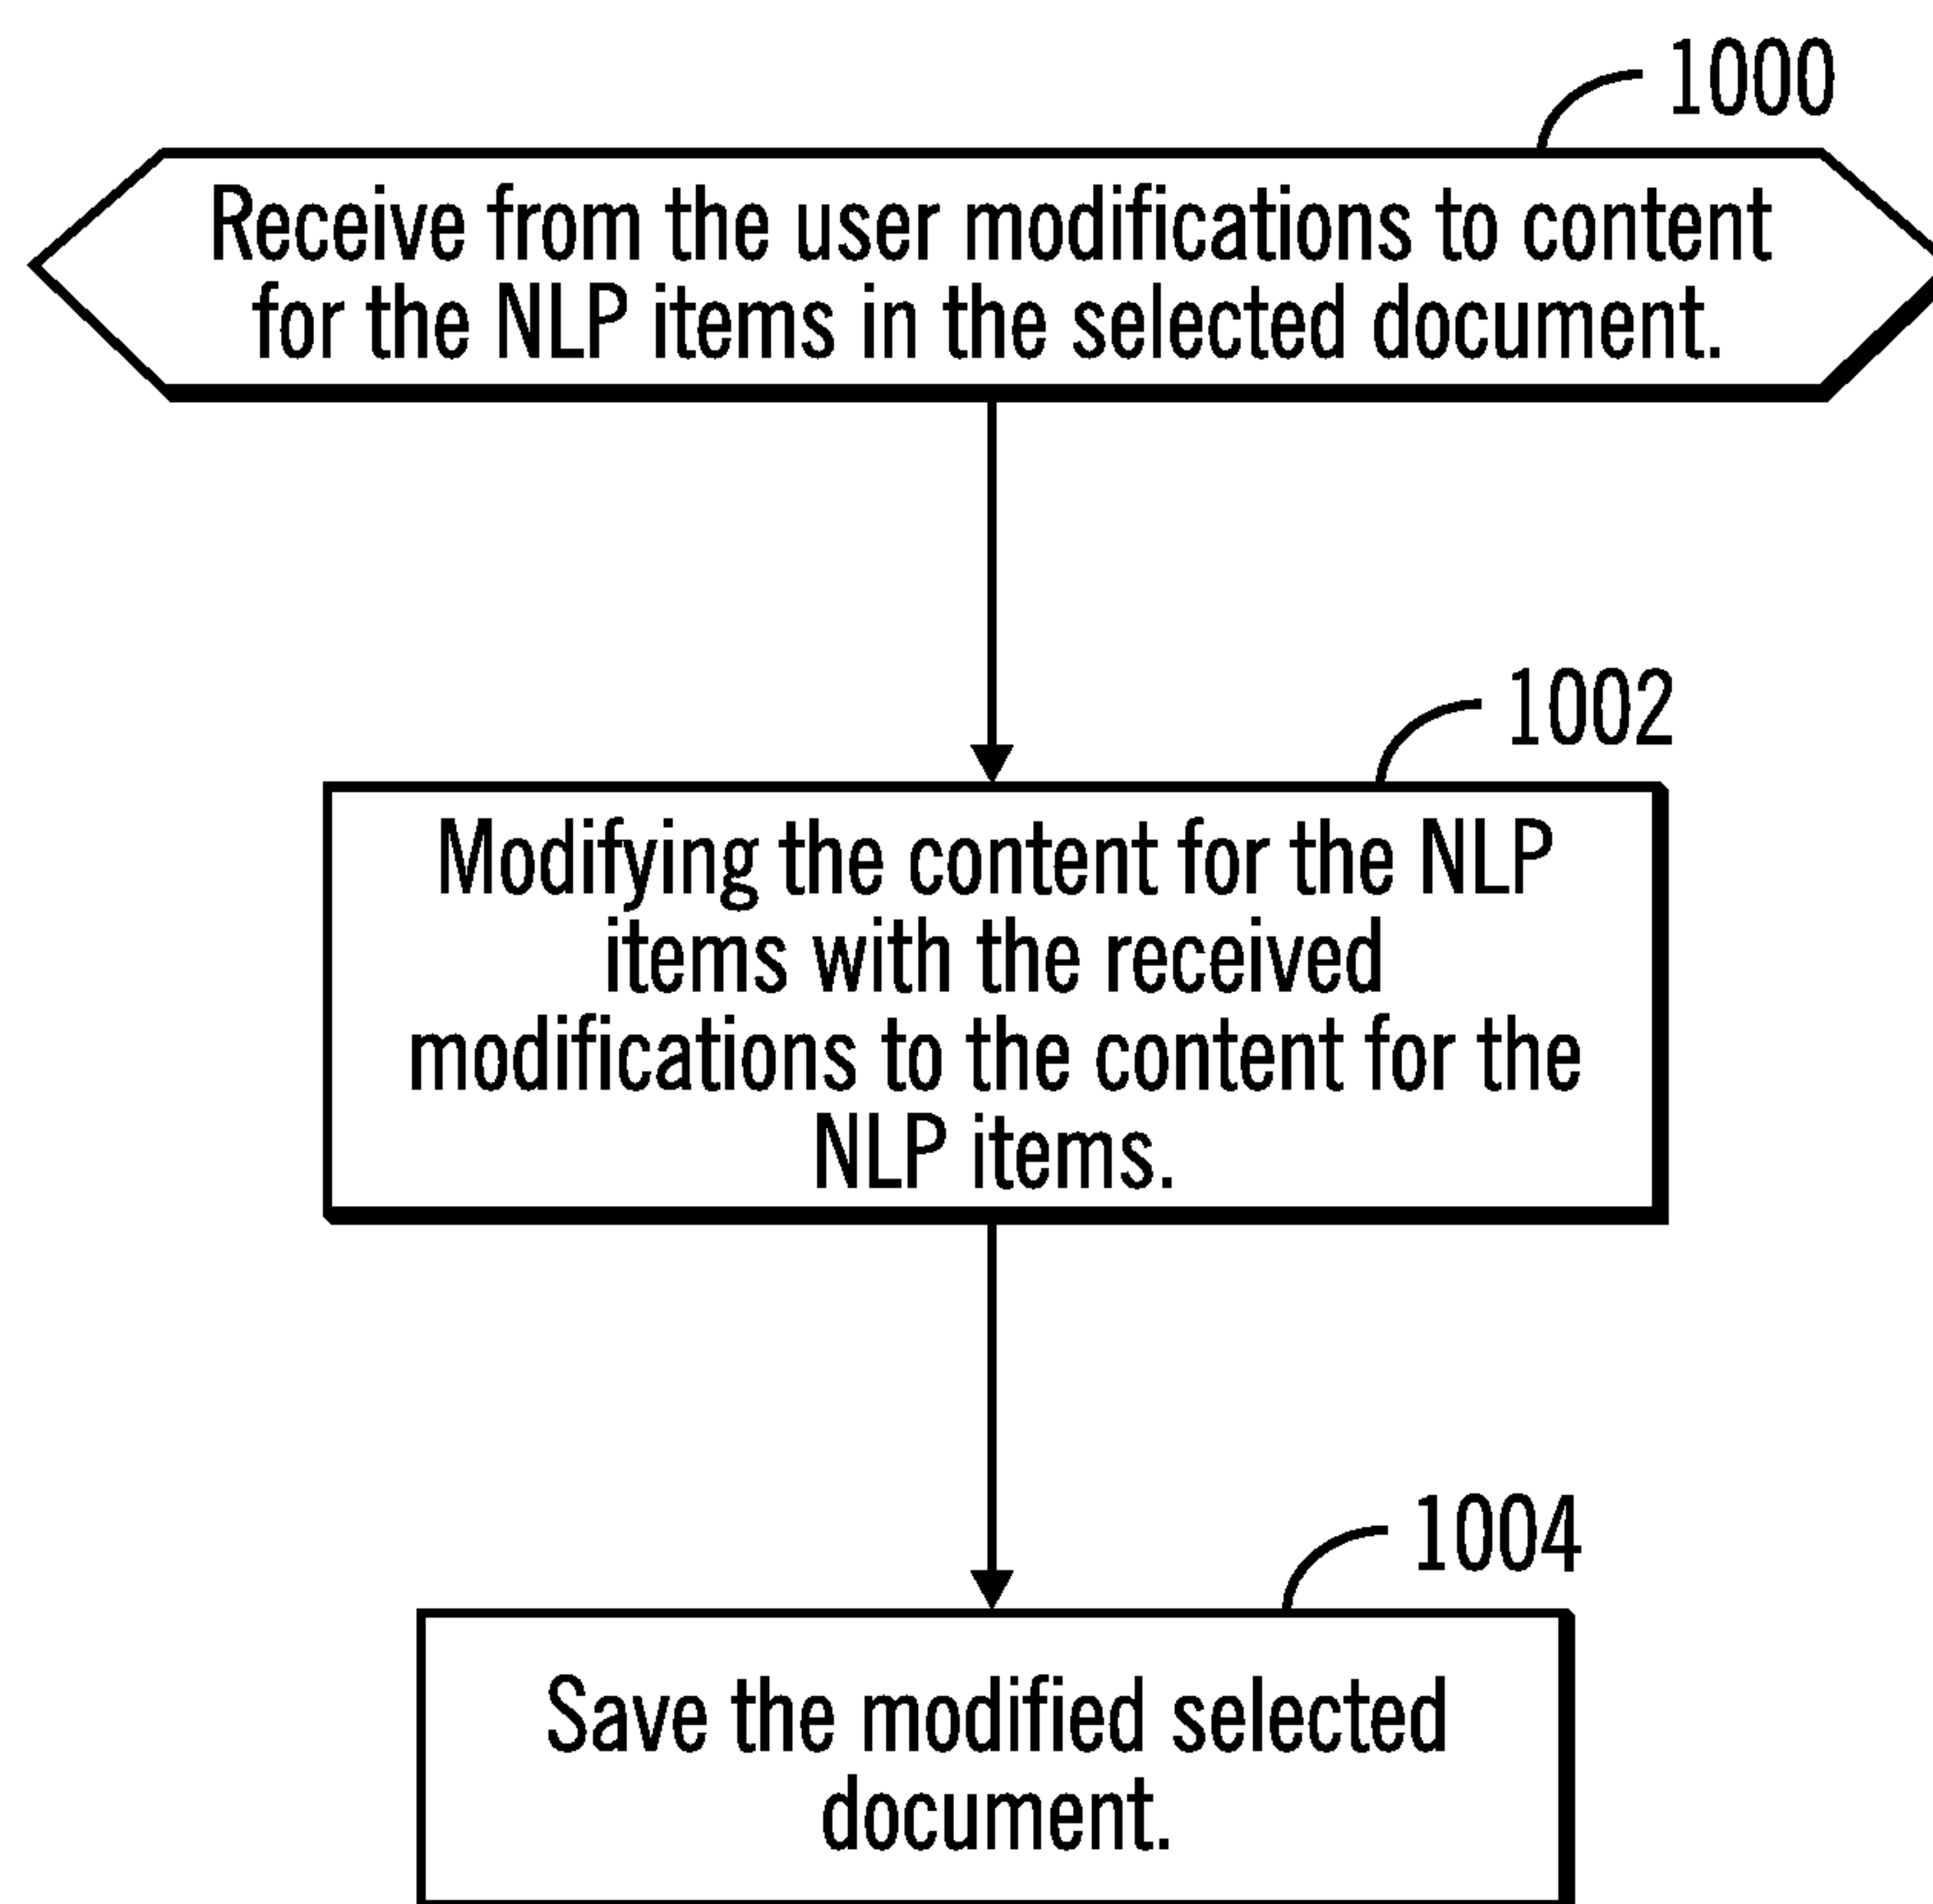 1000
Receive from the user modifications to content
for the NLP items in the selected document.
1002
Modifying the content for the NLP
items with the received
modifications to the content for the
NLP items.
1004
Save the modified selected
document.